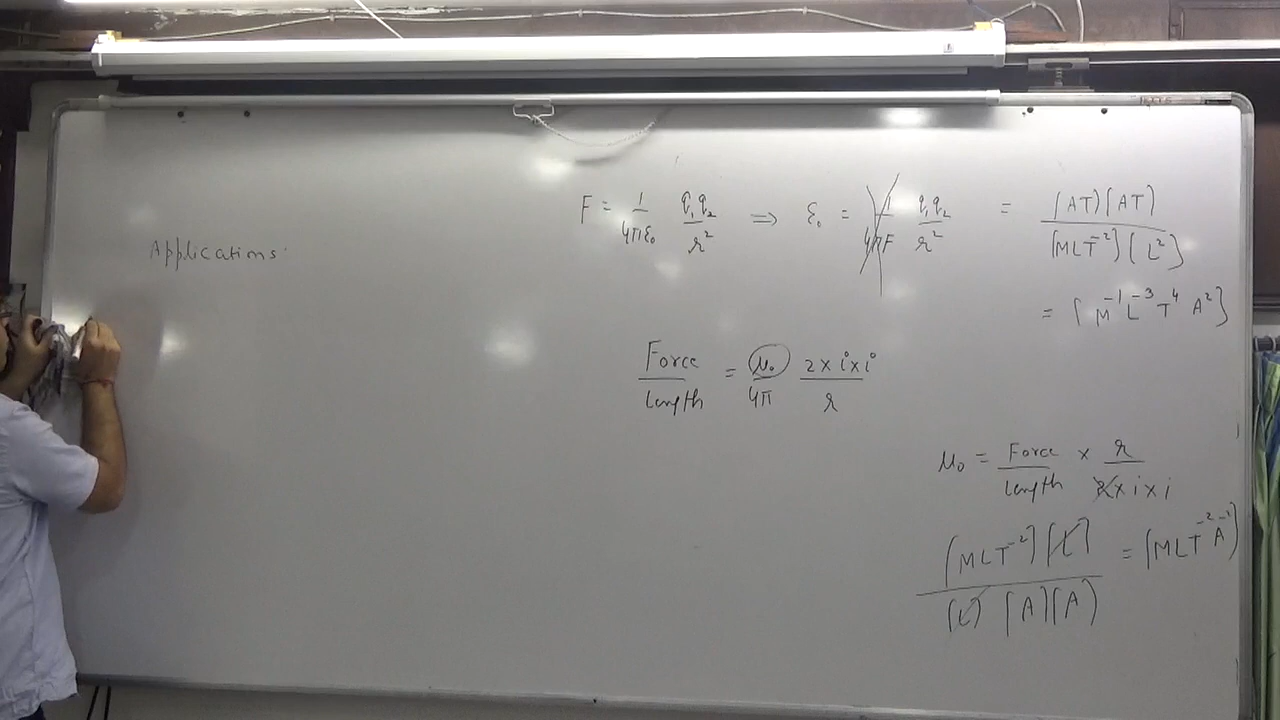 F = 1/4πε₀ q₁q₂/r² ⇒ ε₀ = 1/4πF q₁q₂/r² = [AT][AT]/[MLT⁻²][L²]
Applications:
= [M⁻¹L⁻³T⁴A²]
Force/length = μ₀/4π 2×i×i/r
μ₀ = Force/length × r/2×i×i
[MLT⁻²][L]/[L][A][A] = [MLT⁻²A⁻²]